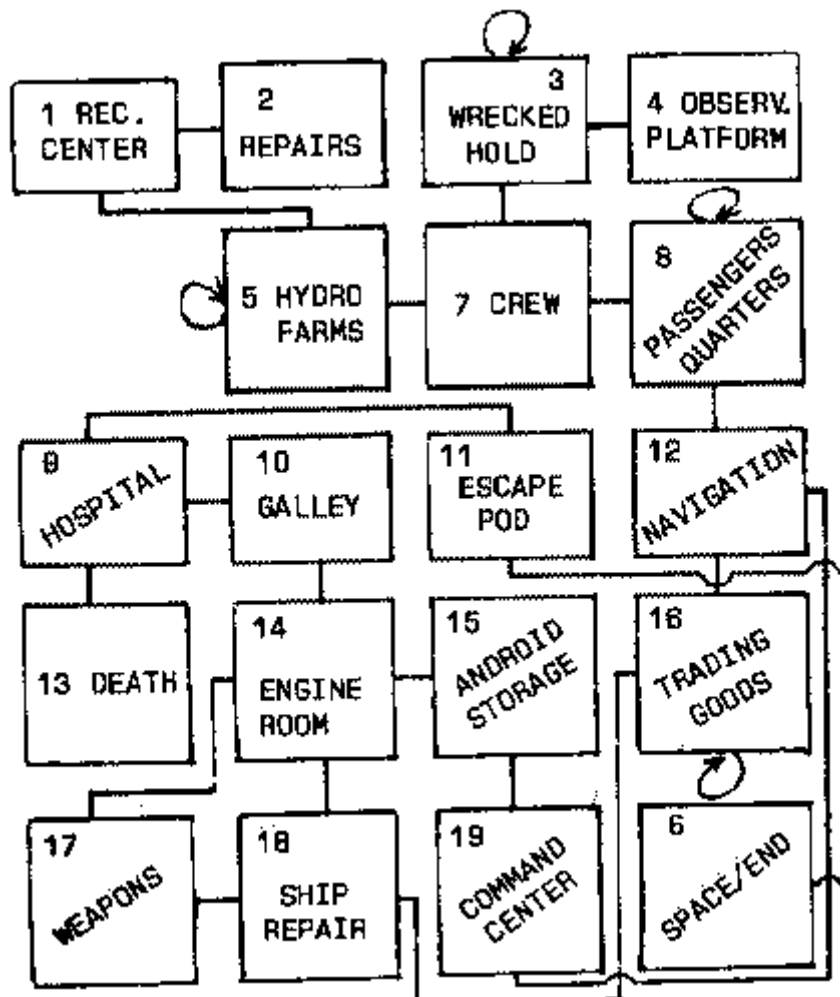 1 REC.
CENTER
2
REPAIRS
3
WRECKED
HOLD
4 OBSERV.
PLATFORM
5 HYDRO
FARMS
7 CREW
8
PASSENGERS
QUARTERS
9
HOSPITAL
10
GALLEY
11
ESCAPE
POD
12
NAVIGATION
13 DEATH
14
ENGINE
ROOM
15
ANDROID
STORAGE
16
TRADING
GOODS
17
WEAPONS
18
SHIP
REPAIR
19
COMMAND
CENTER
6
SPACE/END